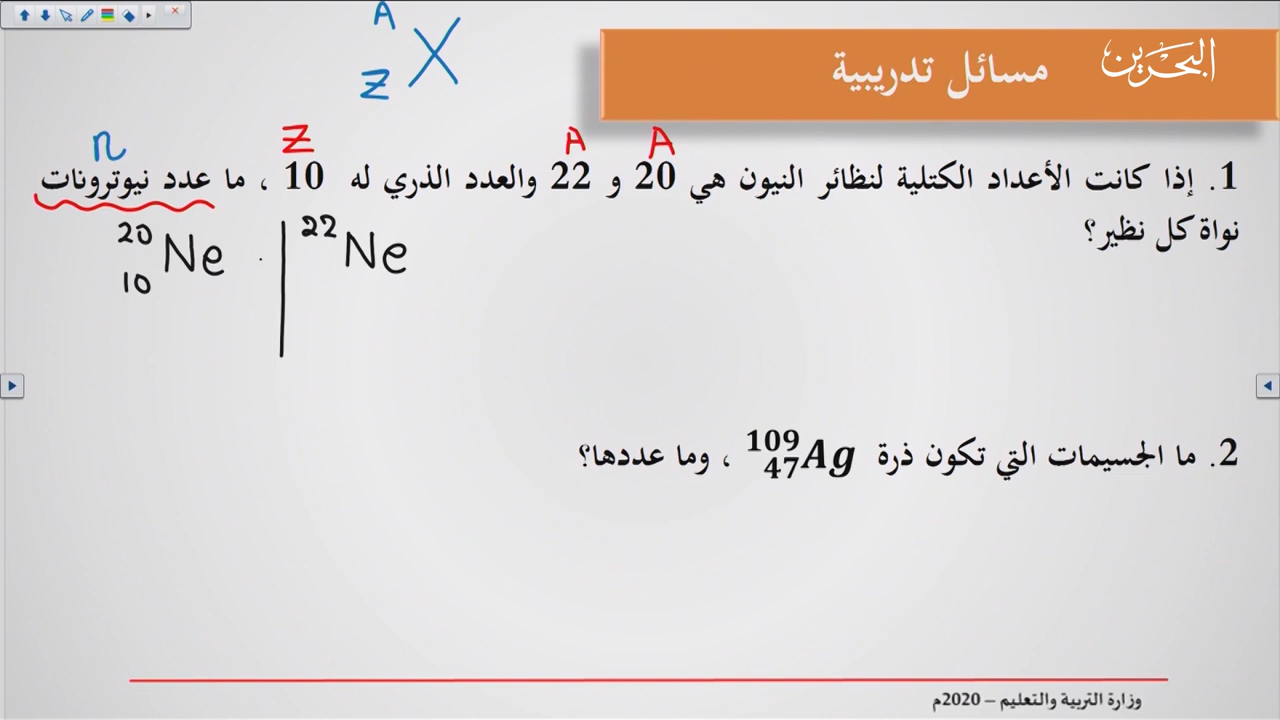 A
Z X
البحرين
مسائل تدريبية
n Z A A
1. إذا كانت الأعداد الكتلية لنظائر النيون هي 20 و 22 والعدد الذري له 10 ، ما عدد نيوترونات
نواة كل نظير؟
20 Ne 22 Ne
10
2. ما الجسيمات التي تكون ذرة 109 47 Ag ، وما عددها؟
وزارة التربية والتعليم – 2020م